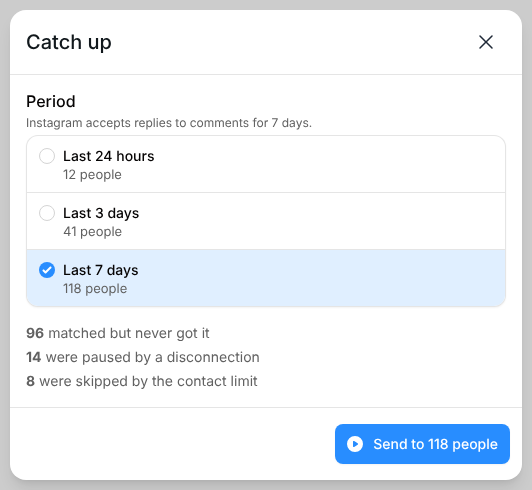 Catch up
Period
Instagram accepts replies to comments for 7 days.
Last 24 hours
12 people
Last 3 days
41 people
Last 7 days
118 people
96 matched but never got it
14 were paused by a disconnection
8 were skipped by the contact limit
Send to 118 people